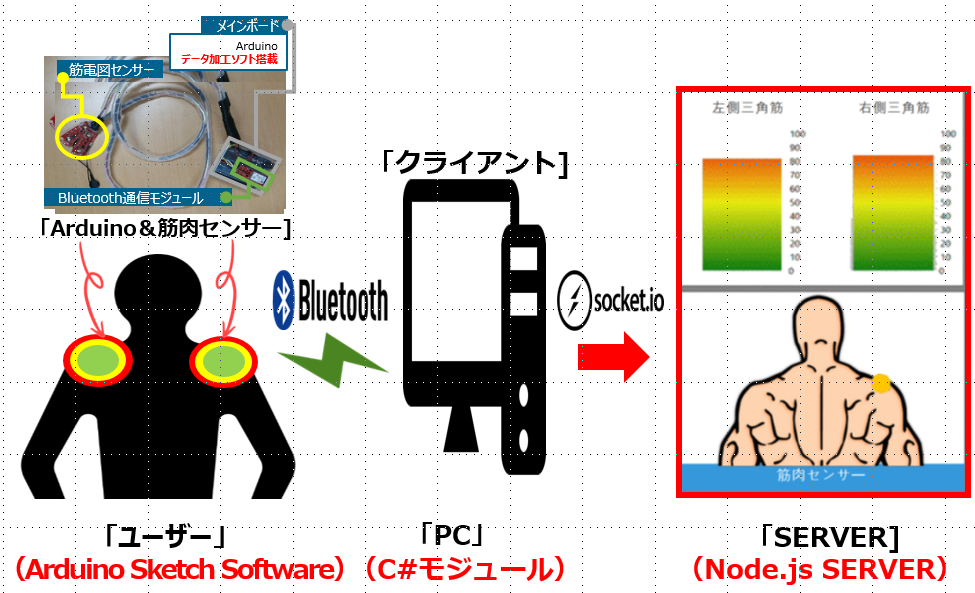 メインボード
Arduino
データ加工ソフト搭載
筋電図センサー
Bluetooth通信モジュール
「Arduino＆筋肉センサー]
「クライアント]
Bluetooth
socket.io
左側三角筋
右側三角筋
100
90
80
70
60
50
40
30
20
10
0
100
90
80
70
60
50
40
30
20
10
0
筋肉センサー
「ユーザー」
（Arduino Sketch Software）
「PC」
（C#モジュール）
「SERVER]
（Node.js SERVER）